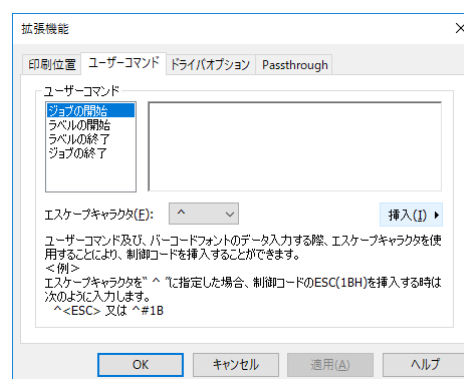 拡張機能
印刷位置 ユーザーコマンド ドライバオプション Passthrough
ユーザーコマンド
ジョブの開始
ラベルの開始
ラベルの終了
ジョブの終了
エスケープキャラクタ(E): ^ 挿入(I)
ユーザーコマンド及び、バーコードフォントのデータ入力する際、エスケープキャラクタを使
用することにより、制御コードを挿入することができます。
<例>
エスケープキャラクタを" ^ "に指定した場合、制御コードのESC(1BH)を挿入する時は
次のように入力します。
^<ESC> 又は ^#1B
OK キャンセル 適用(A) ヘルプ